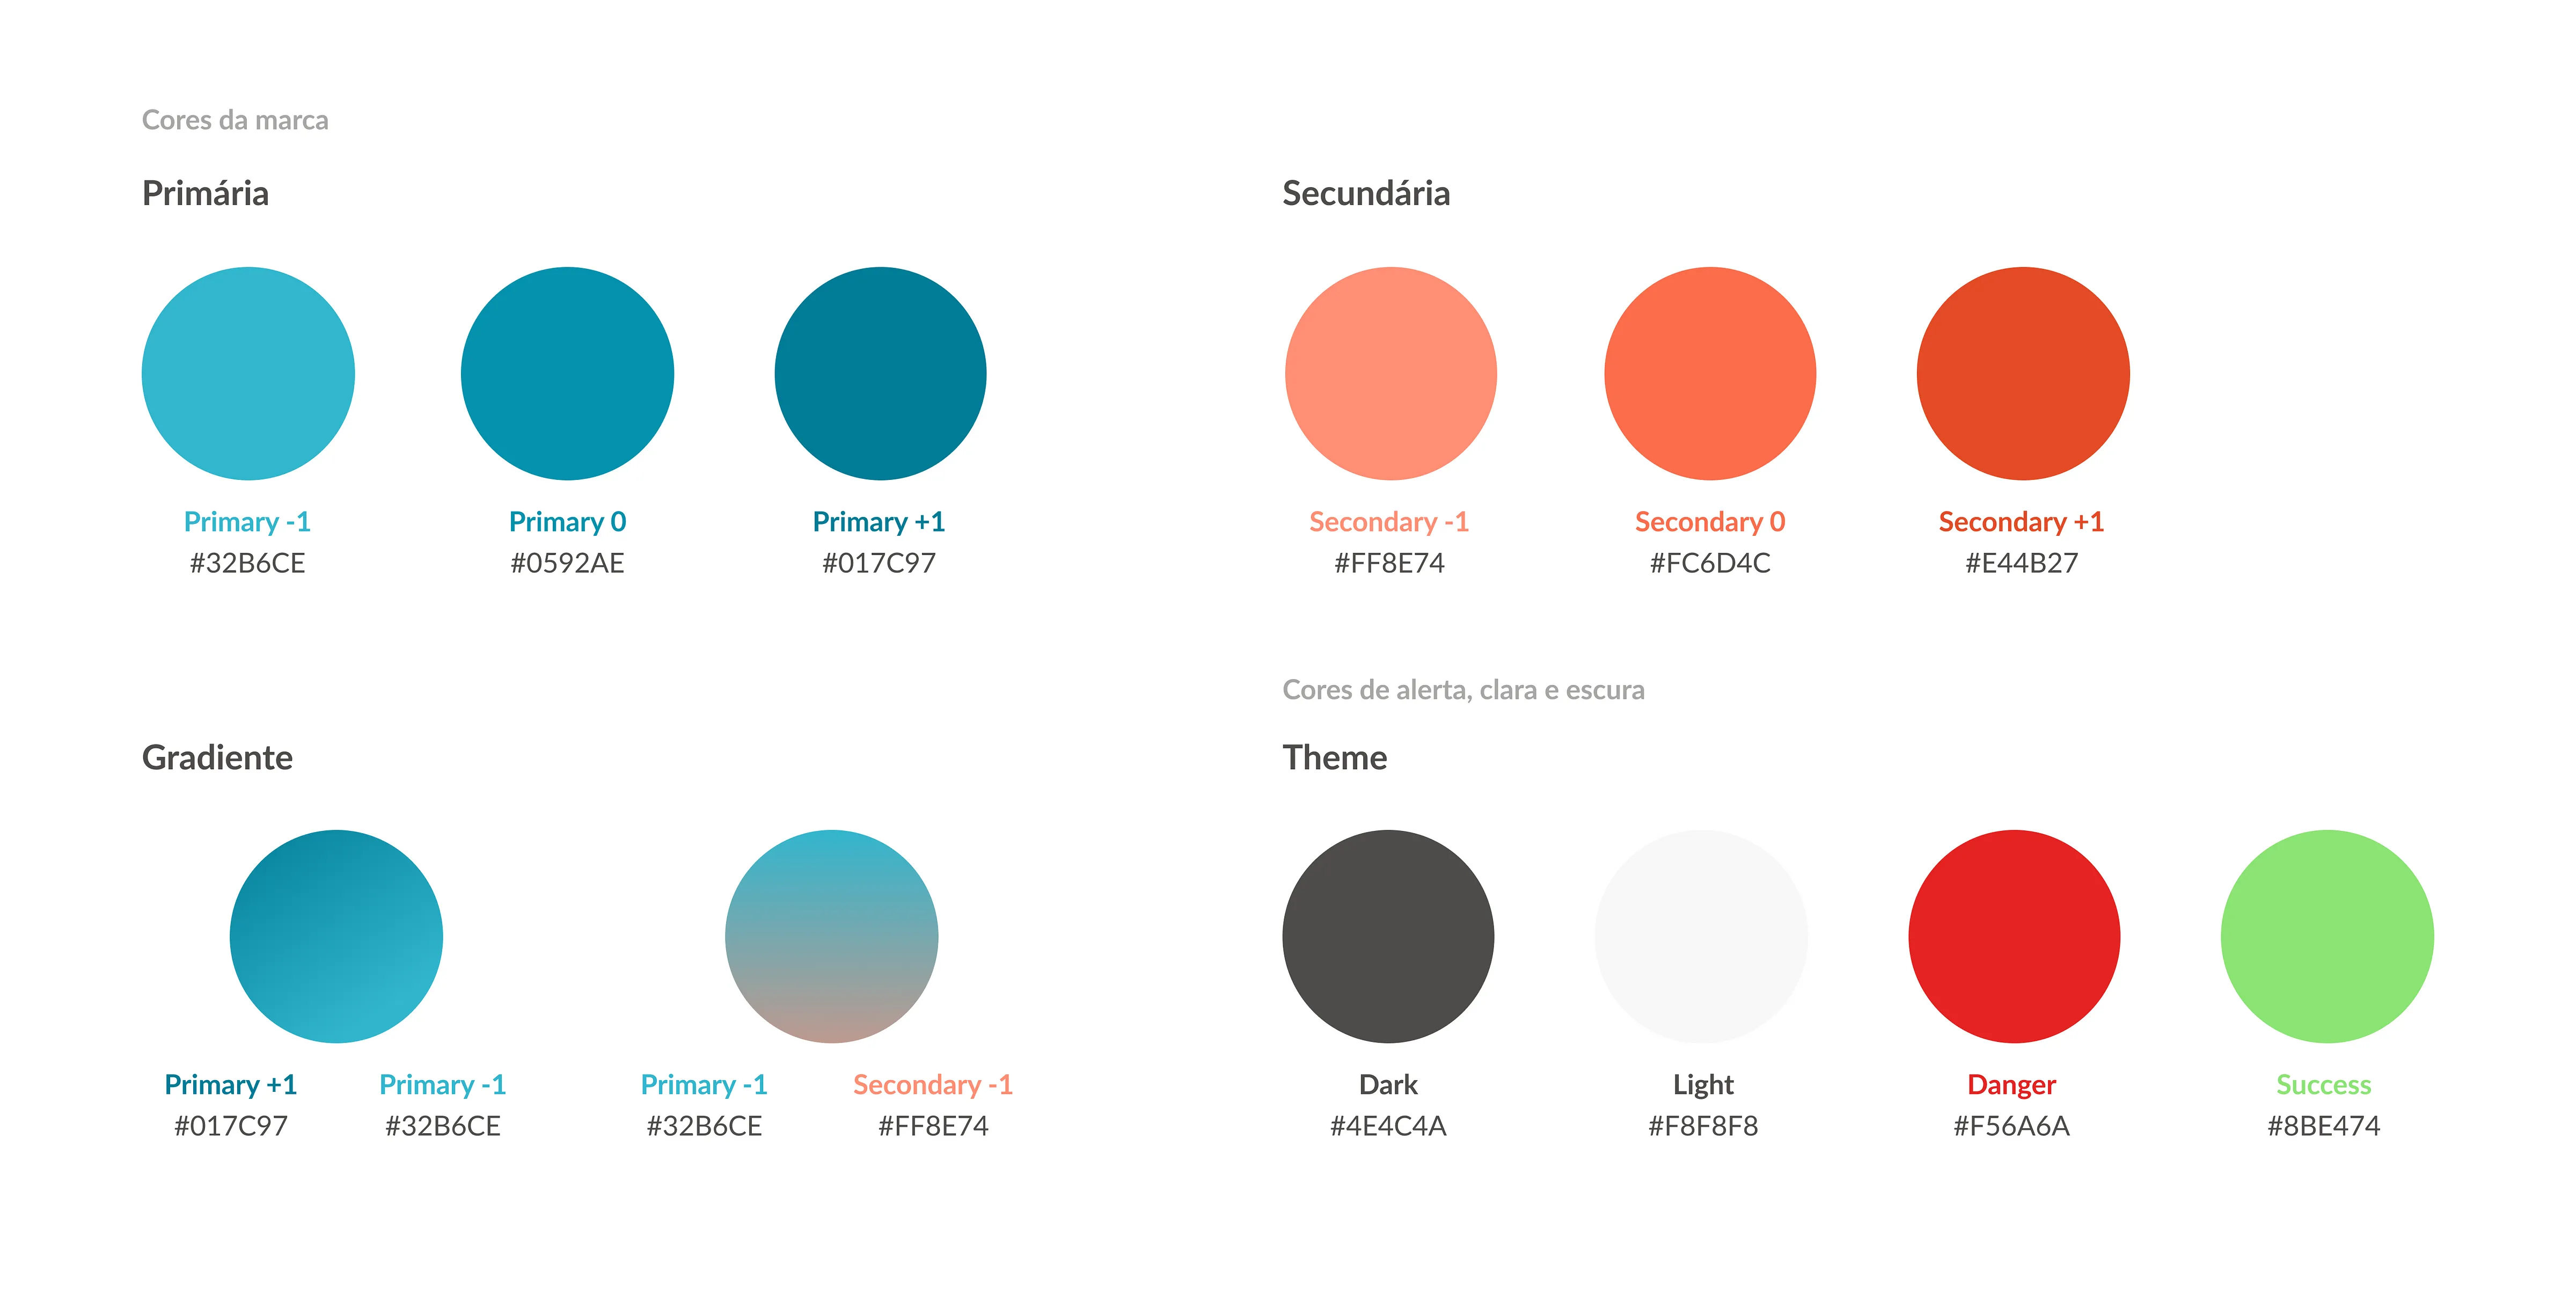 Cores da marca
Primária
Primary -1
#32B6CE
Primary 0
#0592AE
Primary +1
#017C97
Secundária
Secondary -1
#FF8E74
Secondary 0
#FC6D4C
Secondary +1
#E44B27
Gradiente
Primary +1
#017C97
Primary -1
#32B6CE
Primary -1
#32B6CE
Secondary -1
#FF8E74
Cores de alerta, clara e escura
Theme
Dark
#4E4C4A
Light
#F8F8F8
Danger
#F56A6A
Success
#8BE474